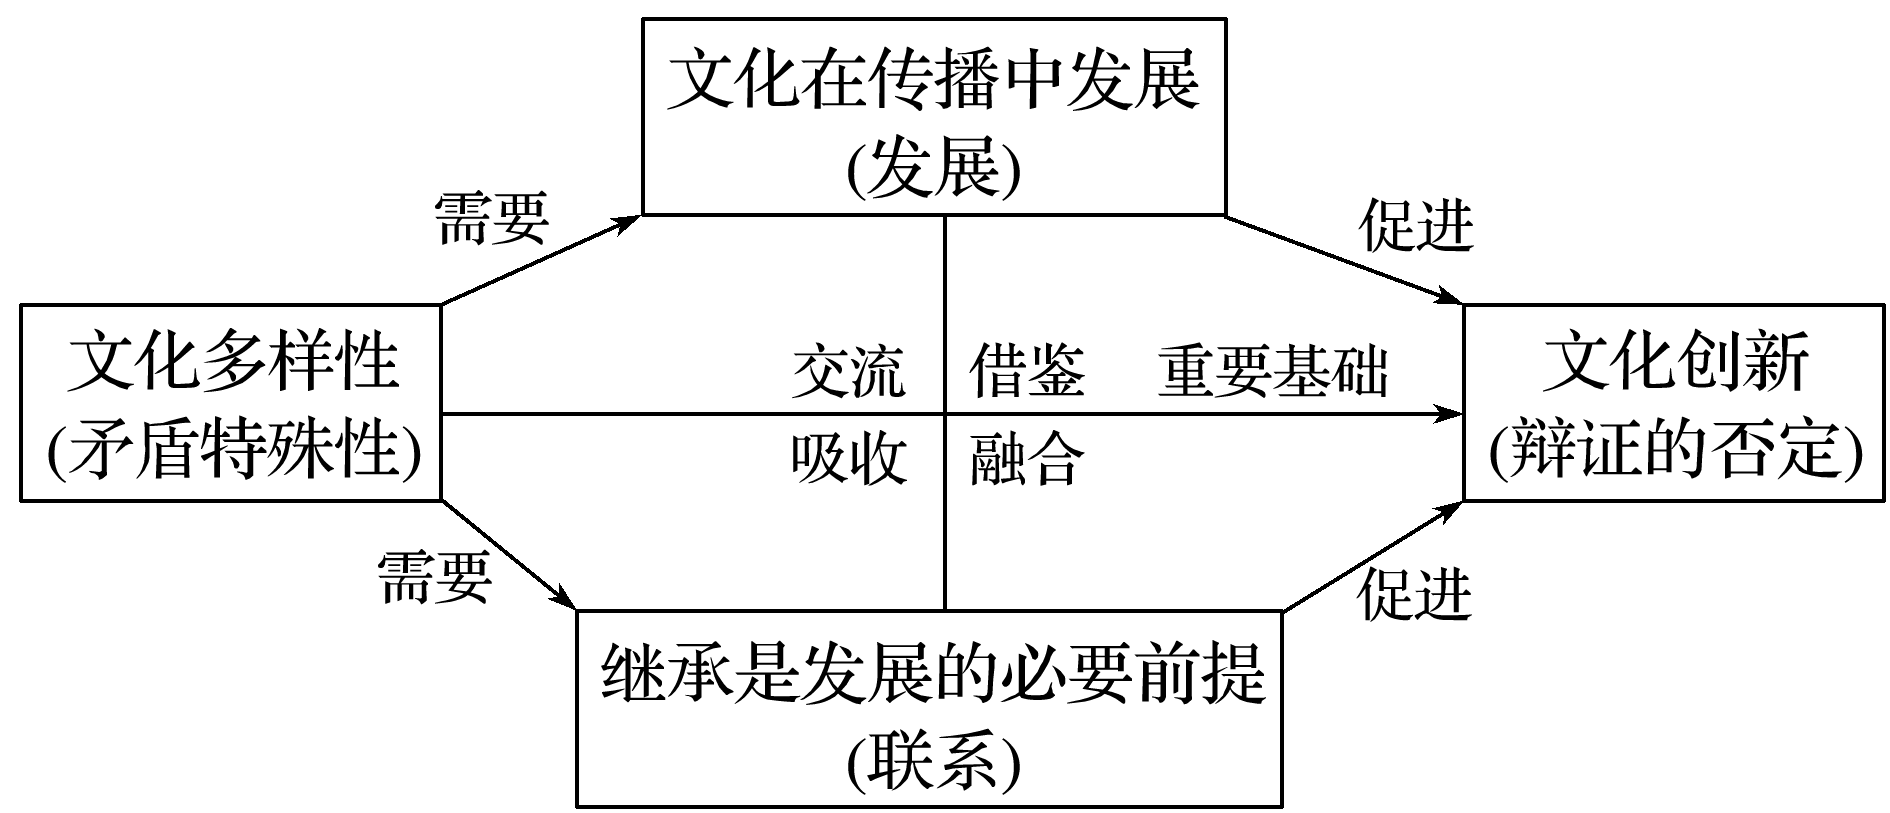 文化在传播中发展
(发展)
需要
促进
文化多样性
(矛盾特殊性)
交流 借鉴 重要基础
吸收 融合
文化创新
(辩证的否定)
需要
促进
继承是发展的必要前提
(联系)